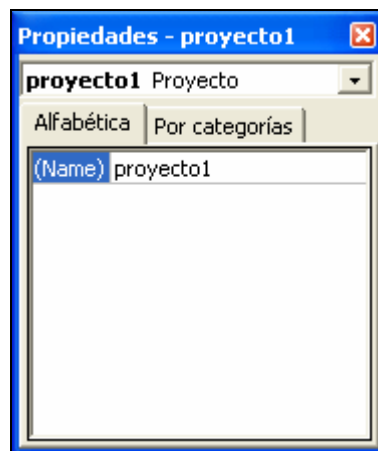 Propiedades - proyecto1
proyecto1 Proyecto
Alfabética Por categorías
(Name) proyecto1